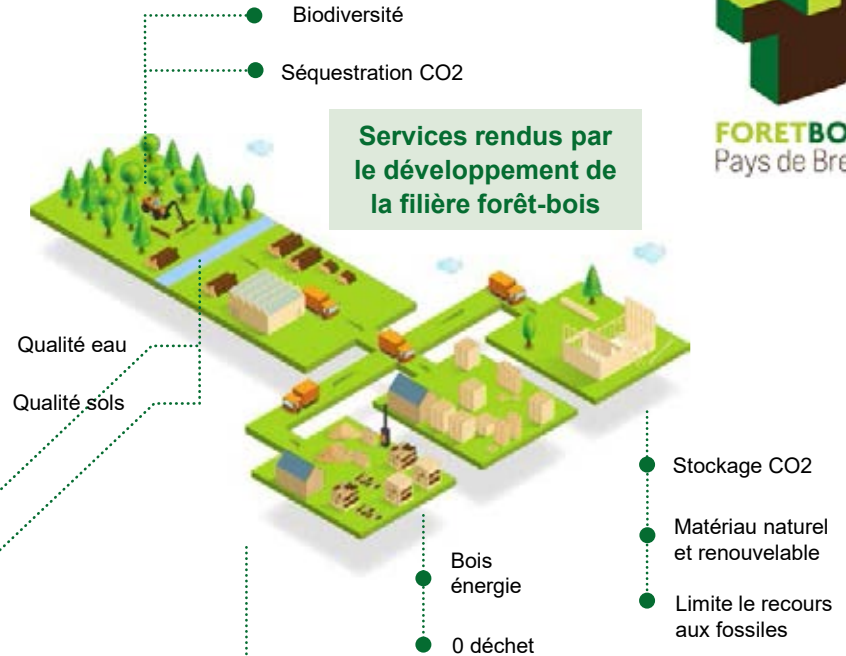 Biodiversité
Séquestration CO2
Services rendus par
le développement de
la filière forêt-bois
FORETBO
Pays de Bre
Qualité eau
Qualité sols
Stockage CO2
Matériau naturel
et renouvelable
Limite le recours
aux fossiles
Bois
énergie
0 déchet